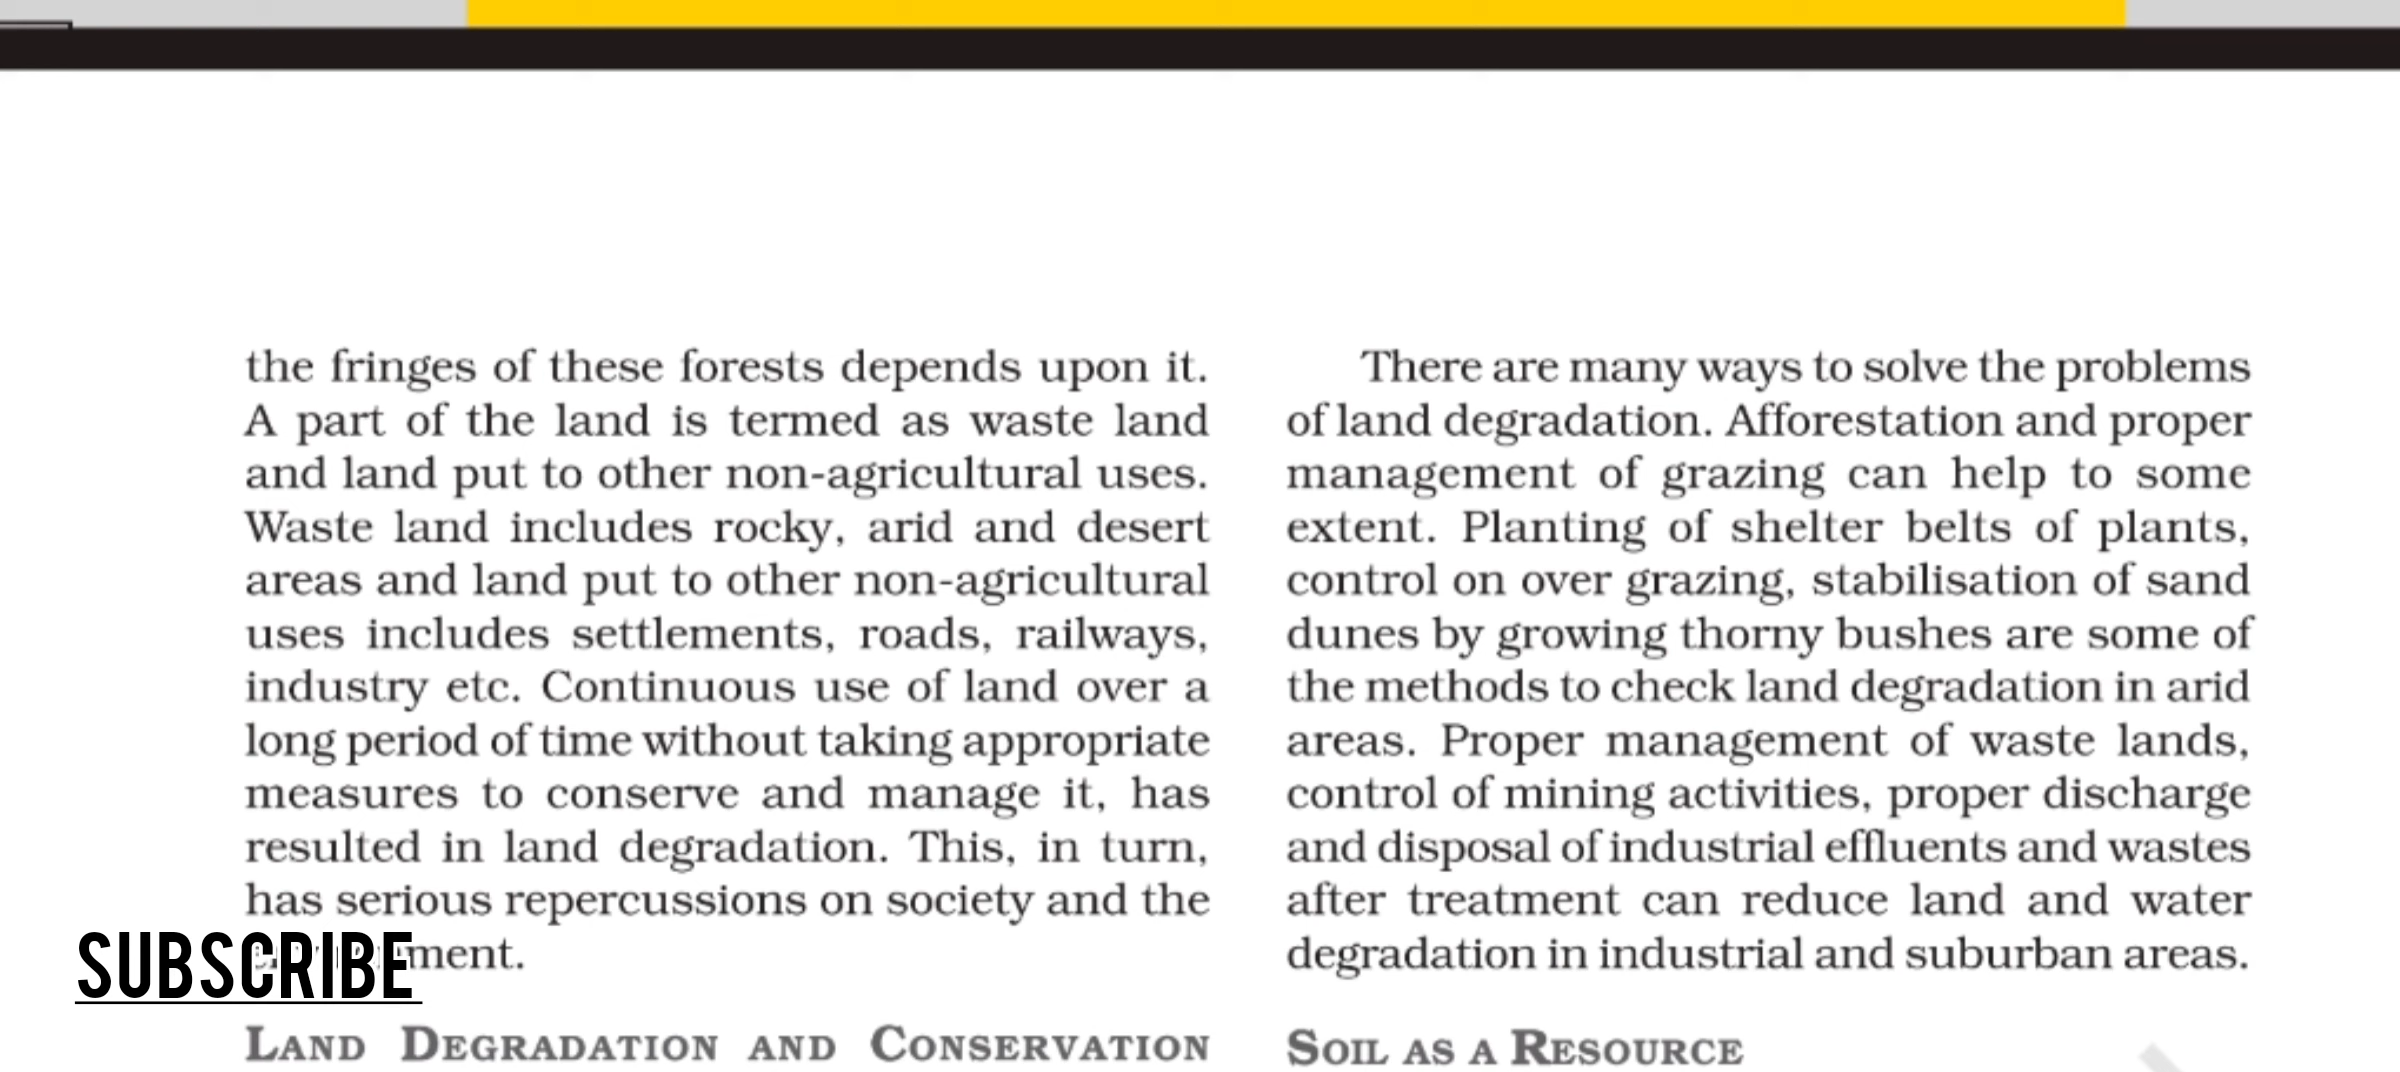 the fringes of these forests depends upon it.
A part of the land is termed as waste land
and land put to other non-agricultural uses.
Waste land includes rocky, arid and desert
areas and land put to other non-agricultural
uses includes settlements, roads, railways,
industry etc. Continuous use of land over a
long period of time without taking appropriate
measures to conserve and manage it, has
resulted in land degradation. This, in turn,
has serious repercussions on society and the
ment.
SUBSCRIBE
LAND DEGRADATION AND CONSERVATION
There are many ways to solve the problems
of land degradation. Afforestation and proper
management of grazing can help to some
extent. Planting of shelter belts of plants,
control on over grazing, stabilisation of sand
dunes by growing thorny bushes are some of
the methods to check land degradation in arid
areas. Proper management of waste lands,
control of mining activities, proper discharge
and disposal of industrial effluents and wastes
after treatment can reduce land and water
degradation in industrial and suburban areas.
SOIL AS A RESOURCE